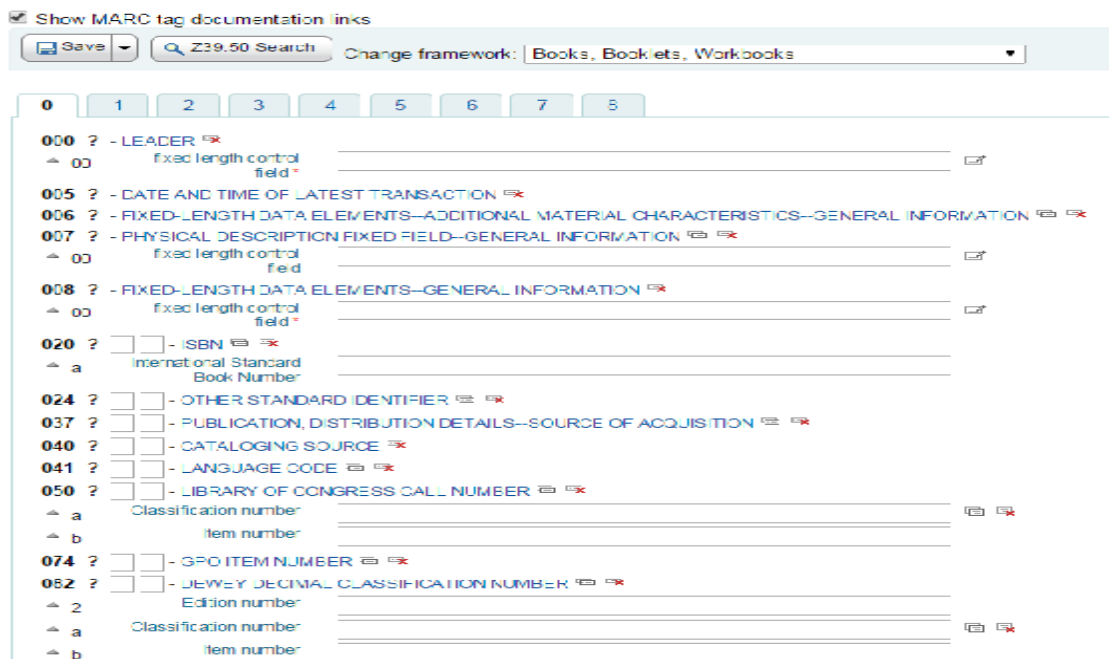 Show MARC tag documentation links
Save Z39.50 Search Change framework: Books, Booklets, Workbooks
0 1 2 3 4 5 6 7 8
000 ? - LEADER
00 fixed length control
field *
005 ? - DATE AND TIME OF LATEST TRANSACTION
006 ? - FIXED-LENGTH DATA ELEMENTS--ADDITIONAL MATERIAL CHARACTERISTICS--GENERAL INFORMATION
007 ? - PHYSICAL DESCRIPTION FIXED FIELD--GENERAL INFORMATION
00 fixed length control
field
008 ? - FIXED-LENGTH DATA ELEMENTS--GENERAL INFORMATION
00 fixed length control
field *
020 ? - ISBN
a International Standard
Book Number
024 ? - OTHER STANDARD IDENTIFIER
037 ? - PUBLICATION, DISTRIBUTION DETAILS--SOURCE OF ACQUISITION
040 ? - CATALOGING SOURCE
041 ? - LANGUAGE CODE
050 ? - LIBRARY OF CONGRESS CALL NUMBER
a Classification number
b Item number
074 ? - GPO ITEM NUMBER
082 ? - DEWEY DECIMAL CLASSIFICATION NUMBER
2 Edition number
a Classification number
b Item number